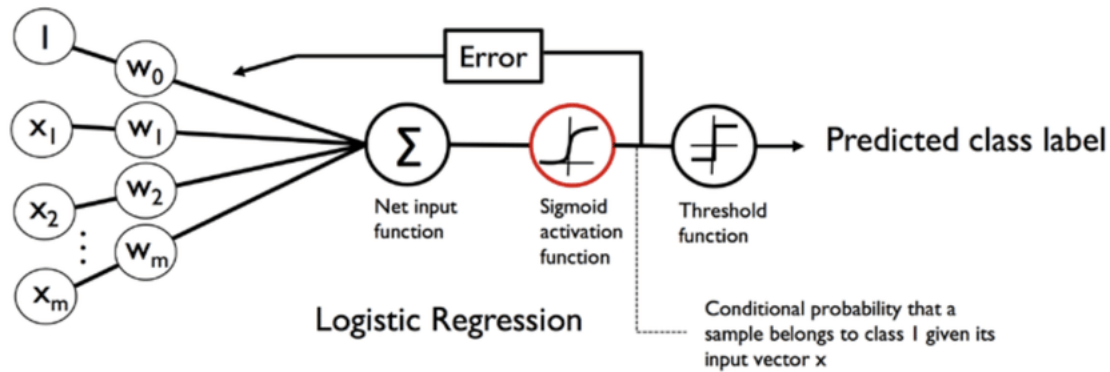 1
w₀
Error
x₁
w₁
Σ
Predicted class label
x₂
w₂
Net input
function
Sigmoid
activation
function
Threshold
function
⋮
wₘ
xₘ
Logistic Regression
Conditional probability that a
sample belongs to class 1 given its
input vector x